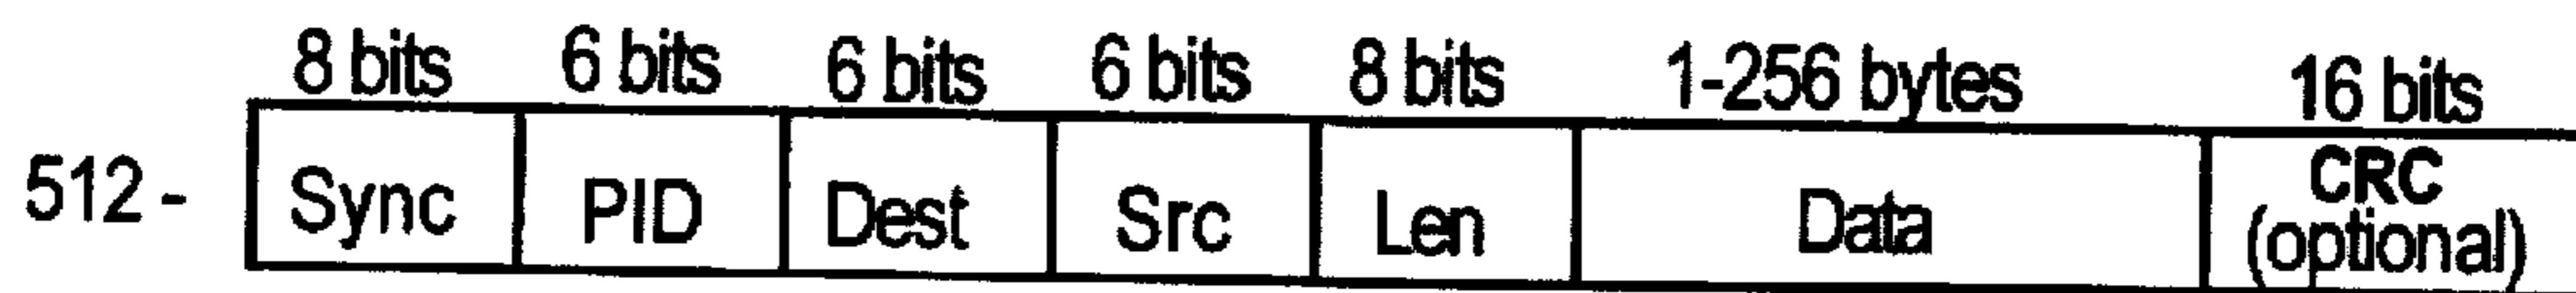 8 bits 6 bits 6 bits 6 bits 8 bits 1-256 bytes 16 bits
512 - Sync PID Dest Src Len Data CRC
(optional)